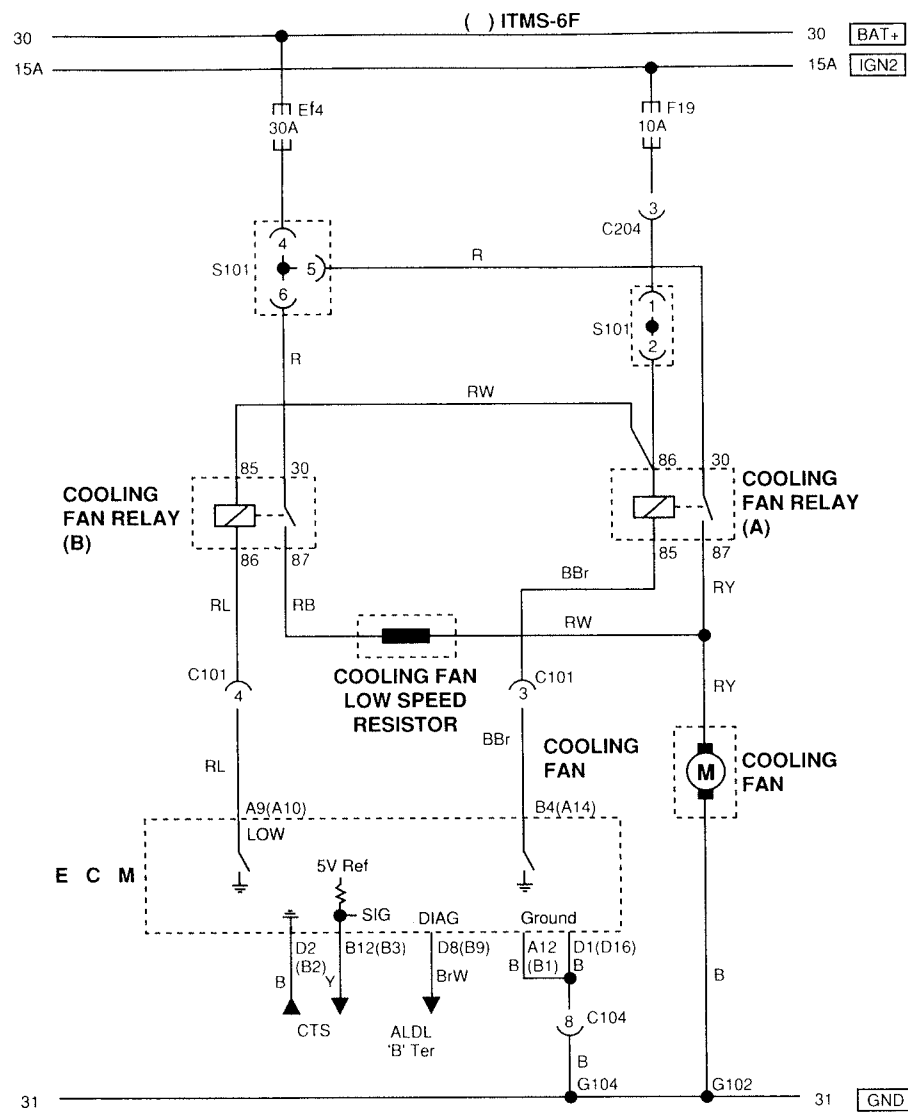 ( ) ITMS-6F
30
30 BAT+
15A
15A IGN2
Ef4
30A
F19
10A
3
C204
4
S101
5
6
R
1
S101
2
R
RW
85
30
86
30
COOLING
FAN RELAY
(B)
COOLING
FAN RELAY
(A)
86
87
85
87
BBr
RY
RL
RB
RW
COOLING FAN
LOW SPEED
RESISTOR
C101
4
C101
3
RY
BBr
RL
COOLING
FAN
M
COOLING
FAN
A9(A10)
B4(A14)
LOW
E C M
5V Ref
SIG
DIAG
Ground
D2
(B2)
B12(B3)
D8(B9)
A12
(B1)
D1(D16)
B
Y
BrW
B
B
B
CTS
ALDL
'B' Ter
8
C104
B
G104
G102
31
31 GND